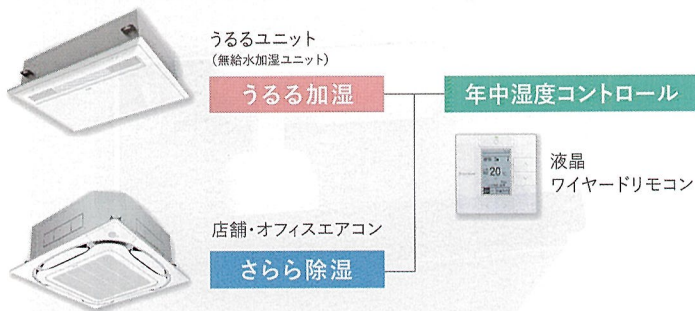 うるるユニット
（無給水加湿ユニット）
うるる加湿
年中湿度コントロール
20
液晶
ワイヤードリモコン
店舗・オフィスエアコン
さらら除湿